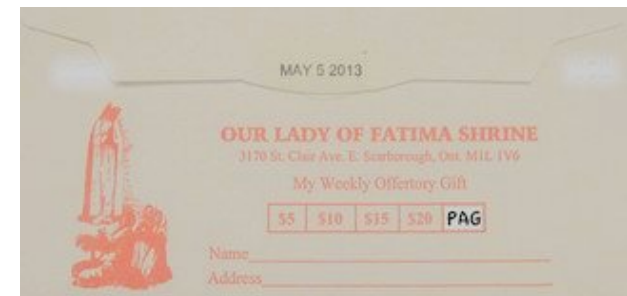 MAY 5 2013
OUR LADY OF FATIMA SHRINE
3170 St. Clair Ave. E. Scarborough, Ont. M1L 1V6
My Weekly Offertory Gift
$5 $10 $15 $20 PAG
Name
Address